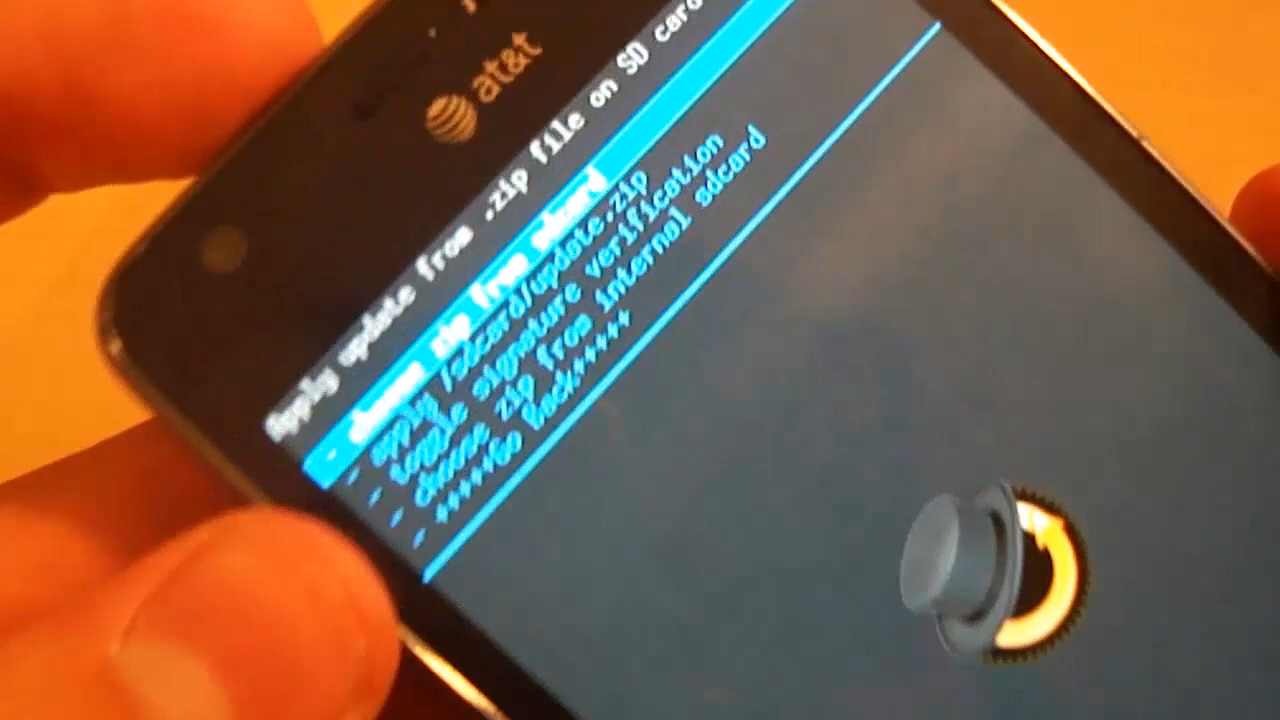 at&t
Apply update from .zip file on SD card
- choose zip from sdcard
- apply /sdcard/update.zip
- toggle signature verification
- choose zip from internal sdcard
- +++++Go Back+++++